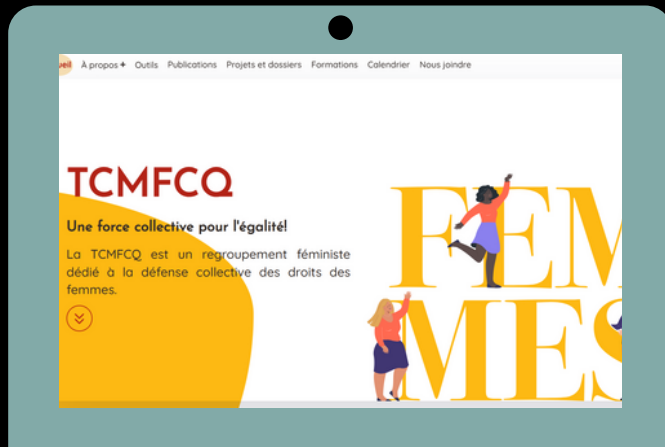 À propos + Outils Publications Projets et dossiers Formations Calendrier Nous joindre
TCMFCQ
Une force collective pour l'égalité!
La TCMFCQ est un regroupement féministe
dédié à la défense collective des droits des
femmes.
FEM
MES